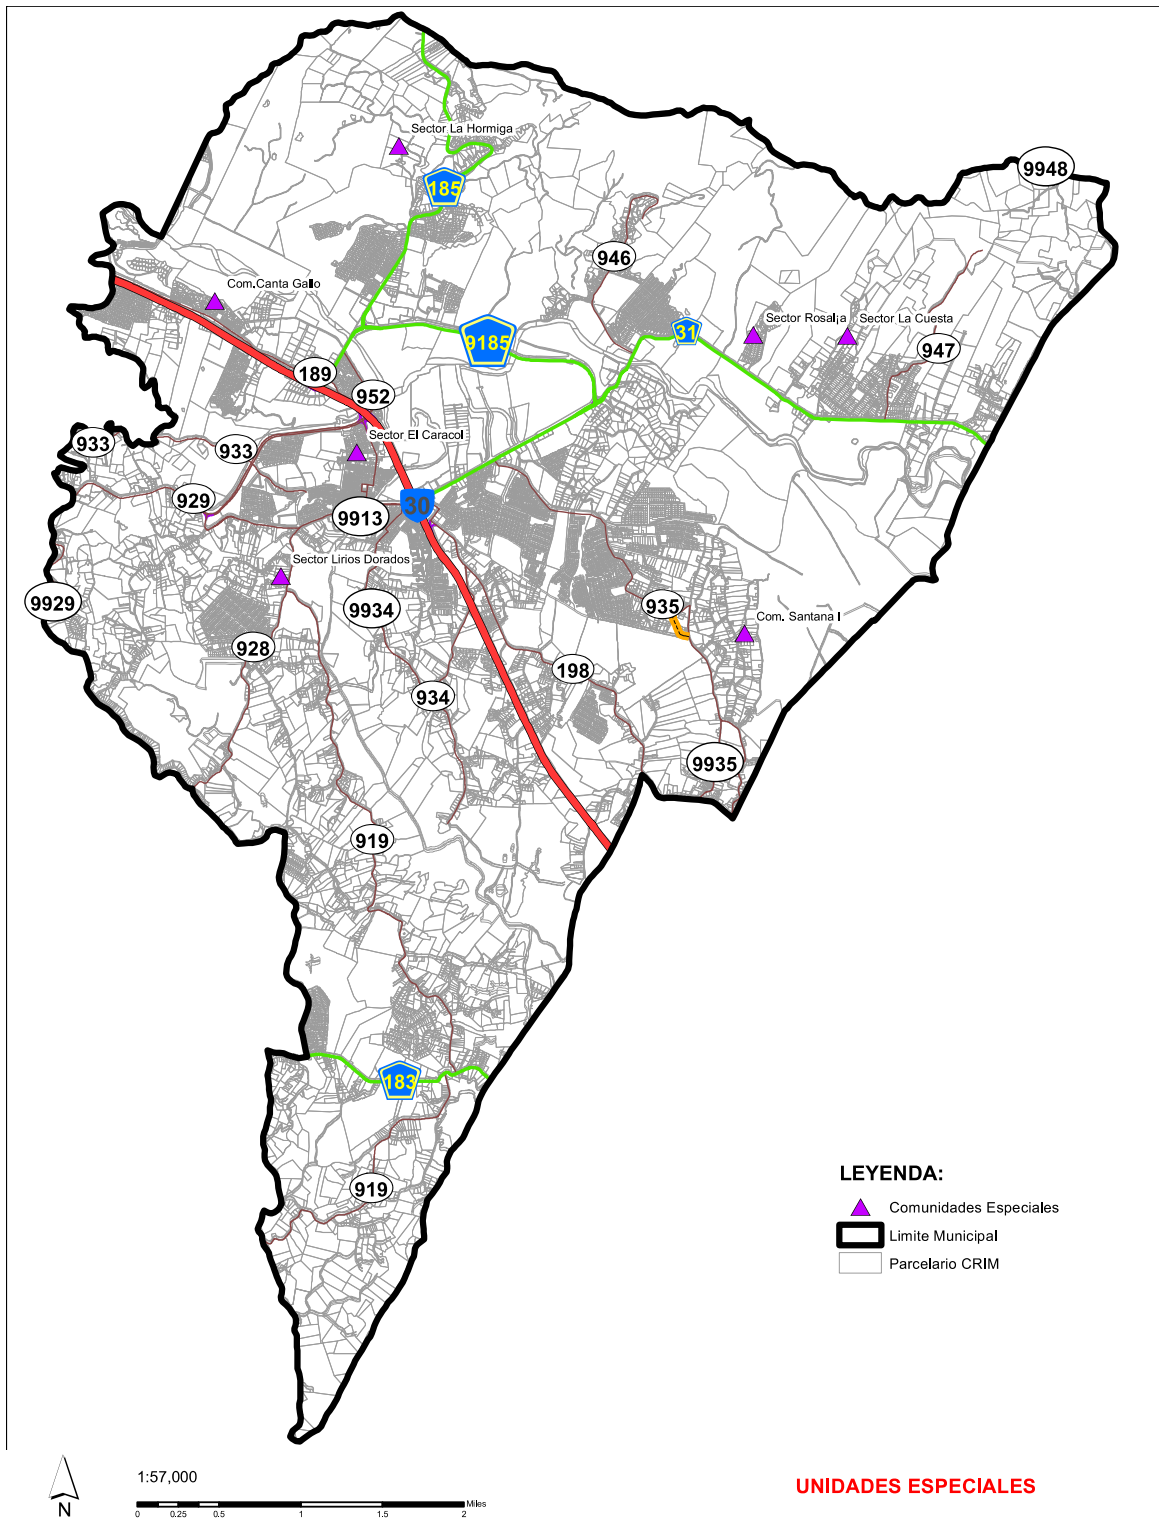 Sector La Hormiga
185
9948
946
Com.Canta Gallo
Sector Rosal¡a
Sector La Cuesta
31
9185
947
189
952
Sector El Caracol
933
933
929
30
9913
Sector Lirios Dorados
9929
9934
935
Com. Santana I
928
198
934
9935
919
183
919
LEYENDA:
Comunidades Especiales
Limite Municipal
Parcelario CRIM
N
1:57,000
Miles
0 0.25 0.5 1 1.5 2
UNIDADES ESPECIALES